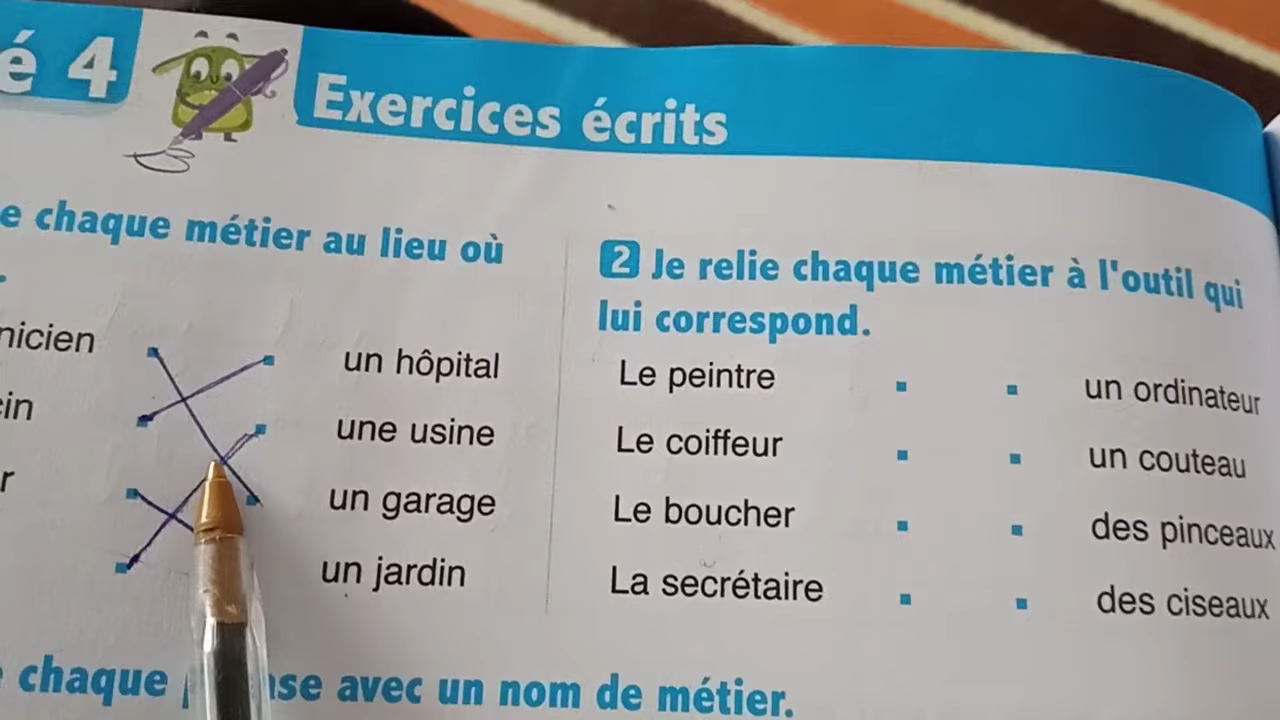 é 4
Exercices écrits
e chaque métier au lieu où
.
nicien
un hôpital
cin
une usine
r
un garage
un jardin
2 Je relie chaque métier à l'outil qui
lui correspond.
Le peintre
un ordinateur
Le coiffeur
un couteau
Le boucher
des pinceaux
La secrétaire
des ciseaux
chaque ase avec un nom de métier.